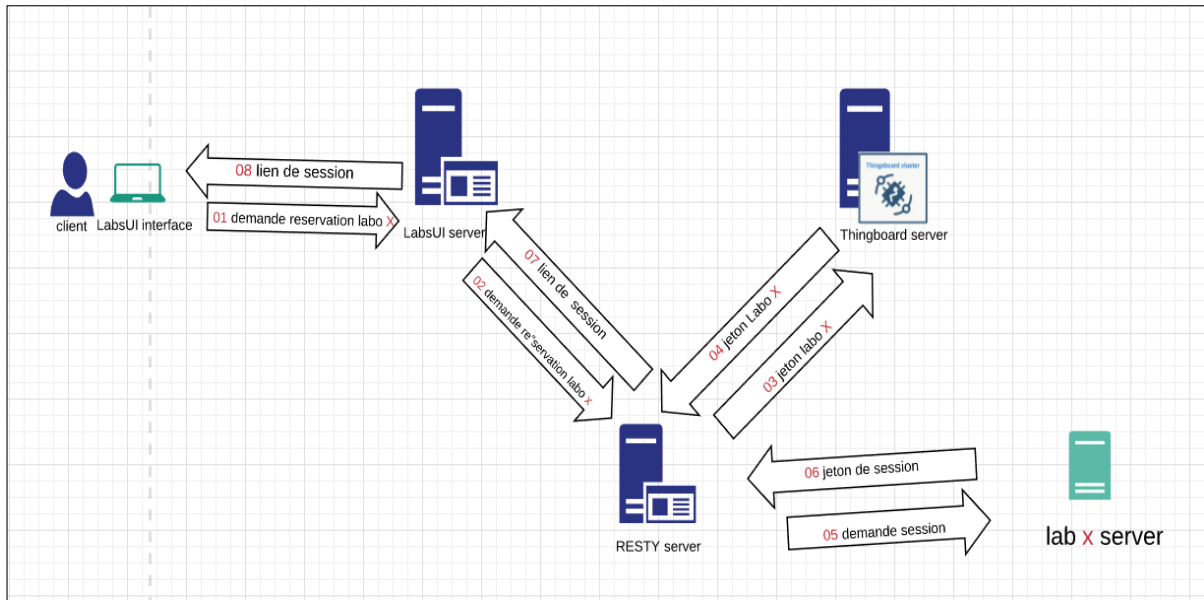 Thingboard cluster
08 lien de session
01 demande reservation labo X
client
LabsUI interface
LabsUI server
Thingboard server
07 lien de session
02 demande re"servation labo x
04 jeton Labo X
03 jeton labo X
06 jeton de session
05 demande session
RESTY server
lab x server